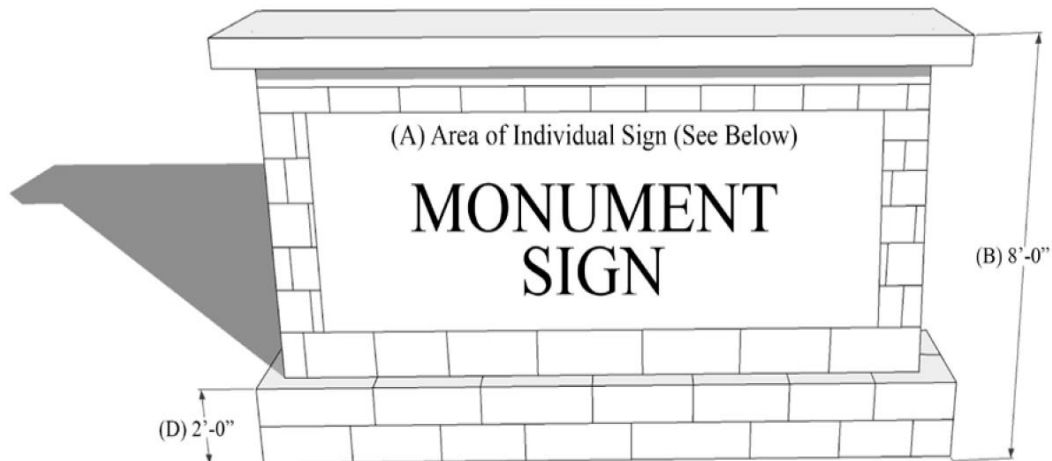 (A) Area of Individual Sign (See Below)
MONUMENT
SIGN
(B) 8’-0”
(D) 2’-0”